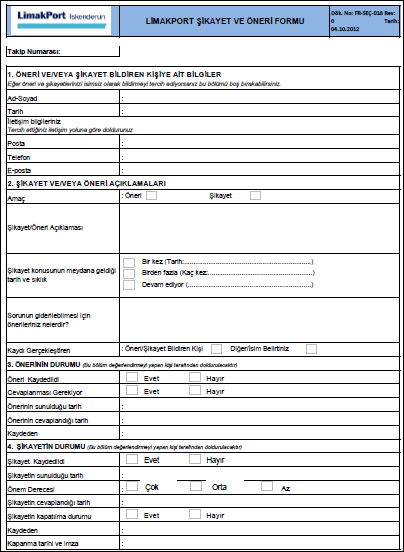 LimakPort İskenderun
LİMAKPORT ŞİKAYET VE ÖNERİ FORMU
Dök. No: FR-SEÇ-018 Rev:
0 Tarih:
04.10.2012
Takip Numarası:
1. ÖNERİ VE/VEYA ŞİKAYET BİLDİREN KİŞİYE AİT BİLGİLER
Eğer öneri ve şikayetlerinizi isimsiz olarak bildirmeyi tercih ediyorsanız bu bölümü boş bırakabilirsiniz.
Ad-Soyad :
Tarih :
İletişim bilgileriniz
Tercih ettiğiniz iletişim yoluna göre doldurunuz
Posta :
Telefon :
E-posta :
2. ŞİKAYET VE/VEYA ÖNERİ AÇIKLAMALARI
Amaç : Öneri Şikayet
Şikayet/Öneri Açıklaması
Şikayet konusunun meydana geldiği tarih ve sıklık
Bir kez (Tarih:..................................................)
Birden fazla (Kaç kez:..........................................)
Devam ediyor (..................................................)
Sorunun giderilebilmesi için
önerileriniz nelerdir? :
Kaydı Gerçekleştiren : Öneri/Şikayet Bildiren Kişi Diğer/İsim Belirtiniz
3. ÖNERİNİN DURUMU (Bu bölüm değerlendirmeyi yapan kişi tarafından doldurulacaktır)
Öneri Kaydedildi Evet Hayır
Cevaplanması Gerekiyor Evet Hayır
Önerinin sunulduğu tarih :
Önerinin cevaplandığı tarih :
Kaydeden :
4. ŞİKAYETİN DURUMU (Bu bölüm değerlendirmeyi yapan kişi tarafından doldurulacaktır)
Şikayet Kaydedildi Evet Hayır
Şikayetin sunulduğu tarih :
Önem Derecesi : Çok Orta Az
Şikayetin cevaplandığı tarih :
Şikayetin kapatılma durumu Evet Hayır
Kaydeden :
Kapanma tarihi ve imza :